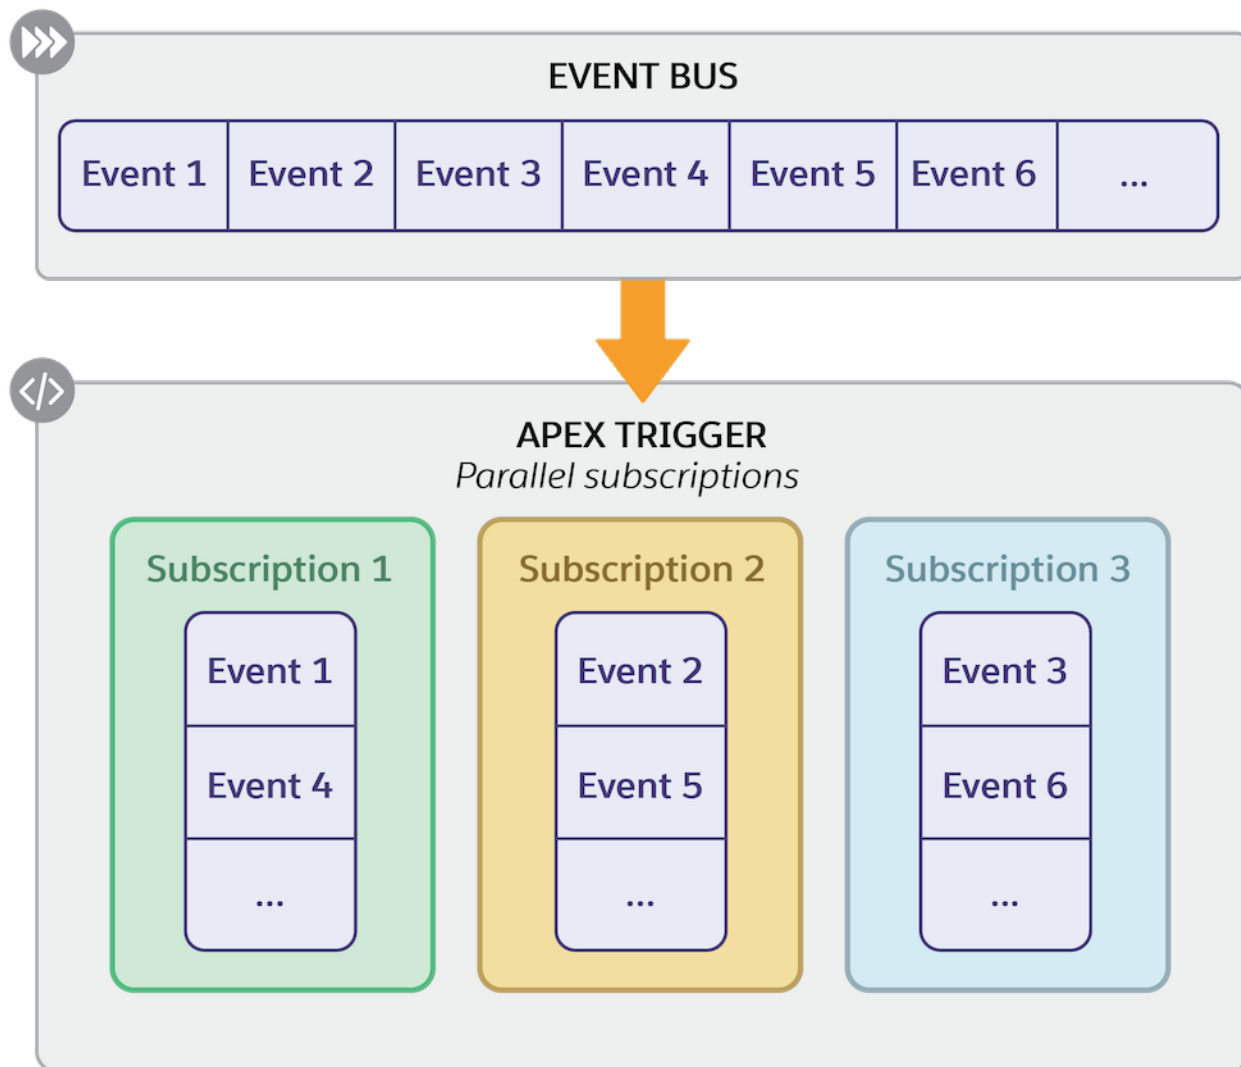 EVENT BUS
Event 1 Event 2 Event 3 Event 4 Event 5 Event 6 ...
</>
APEX TRIGGER
Parallel subscriptions
Subscription 1
Event 1
Event 4
...
Subscription 2
Event 2
Event 5
...
Subscription 3
Event 3
Event 6
...